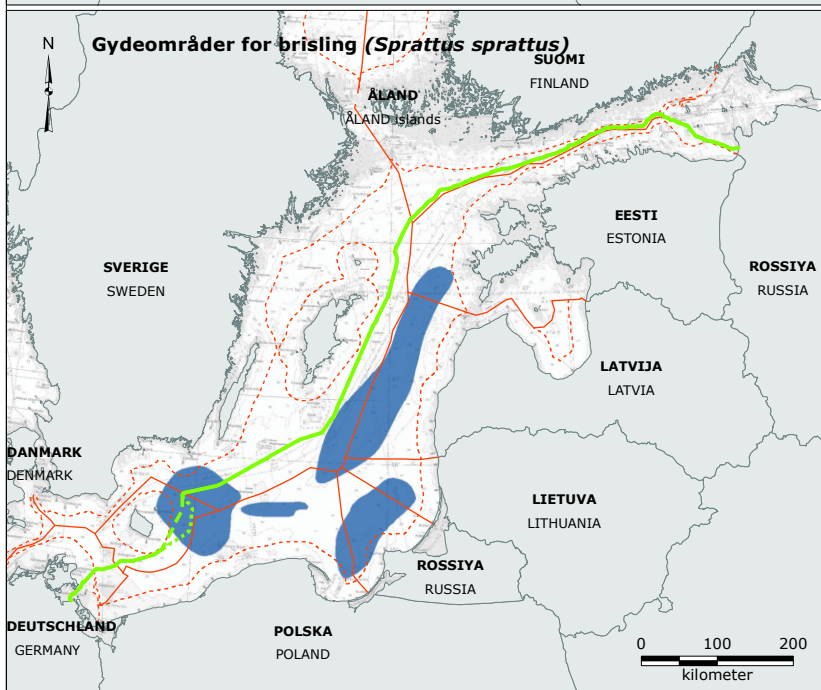 N
Gydeområder for brisling (Sprattus sprattus)
SUOMI
FINLAND
ÅLAND
ÅLAND islands
EESTI
ESTONIA
SVERIGE
SWEDEN
ROSSIYA
RUSSIA
LATVIJA
LATVIA
DANMARK
DENMARK
LIETUVA
LITHUANIA
ROSSIYA
RUSSIA
DEUTSCHLAND
GERMANY
POLSKA
POLAND
0 100 200
kilometer